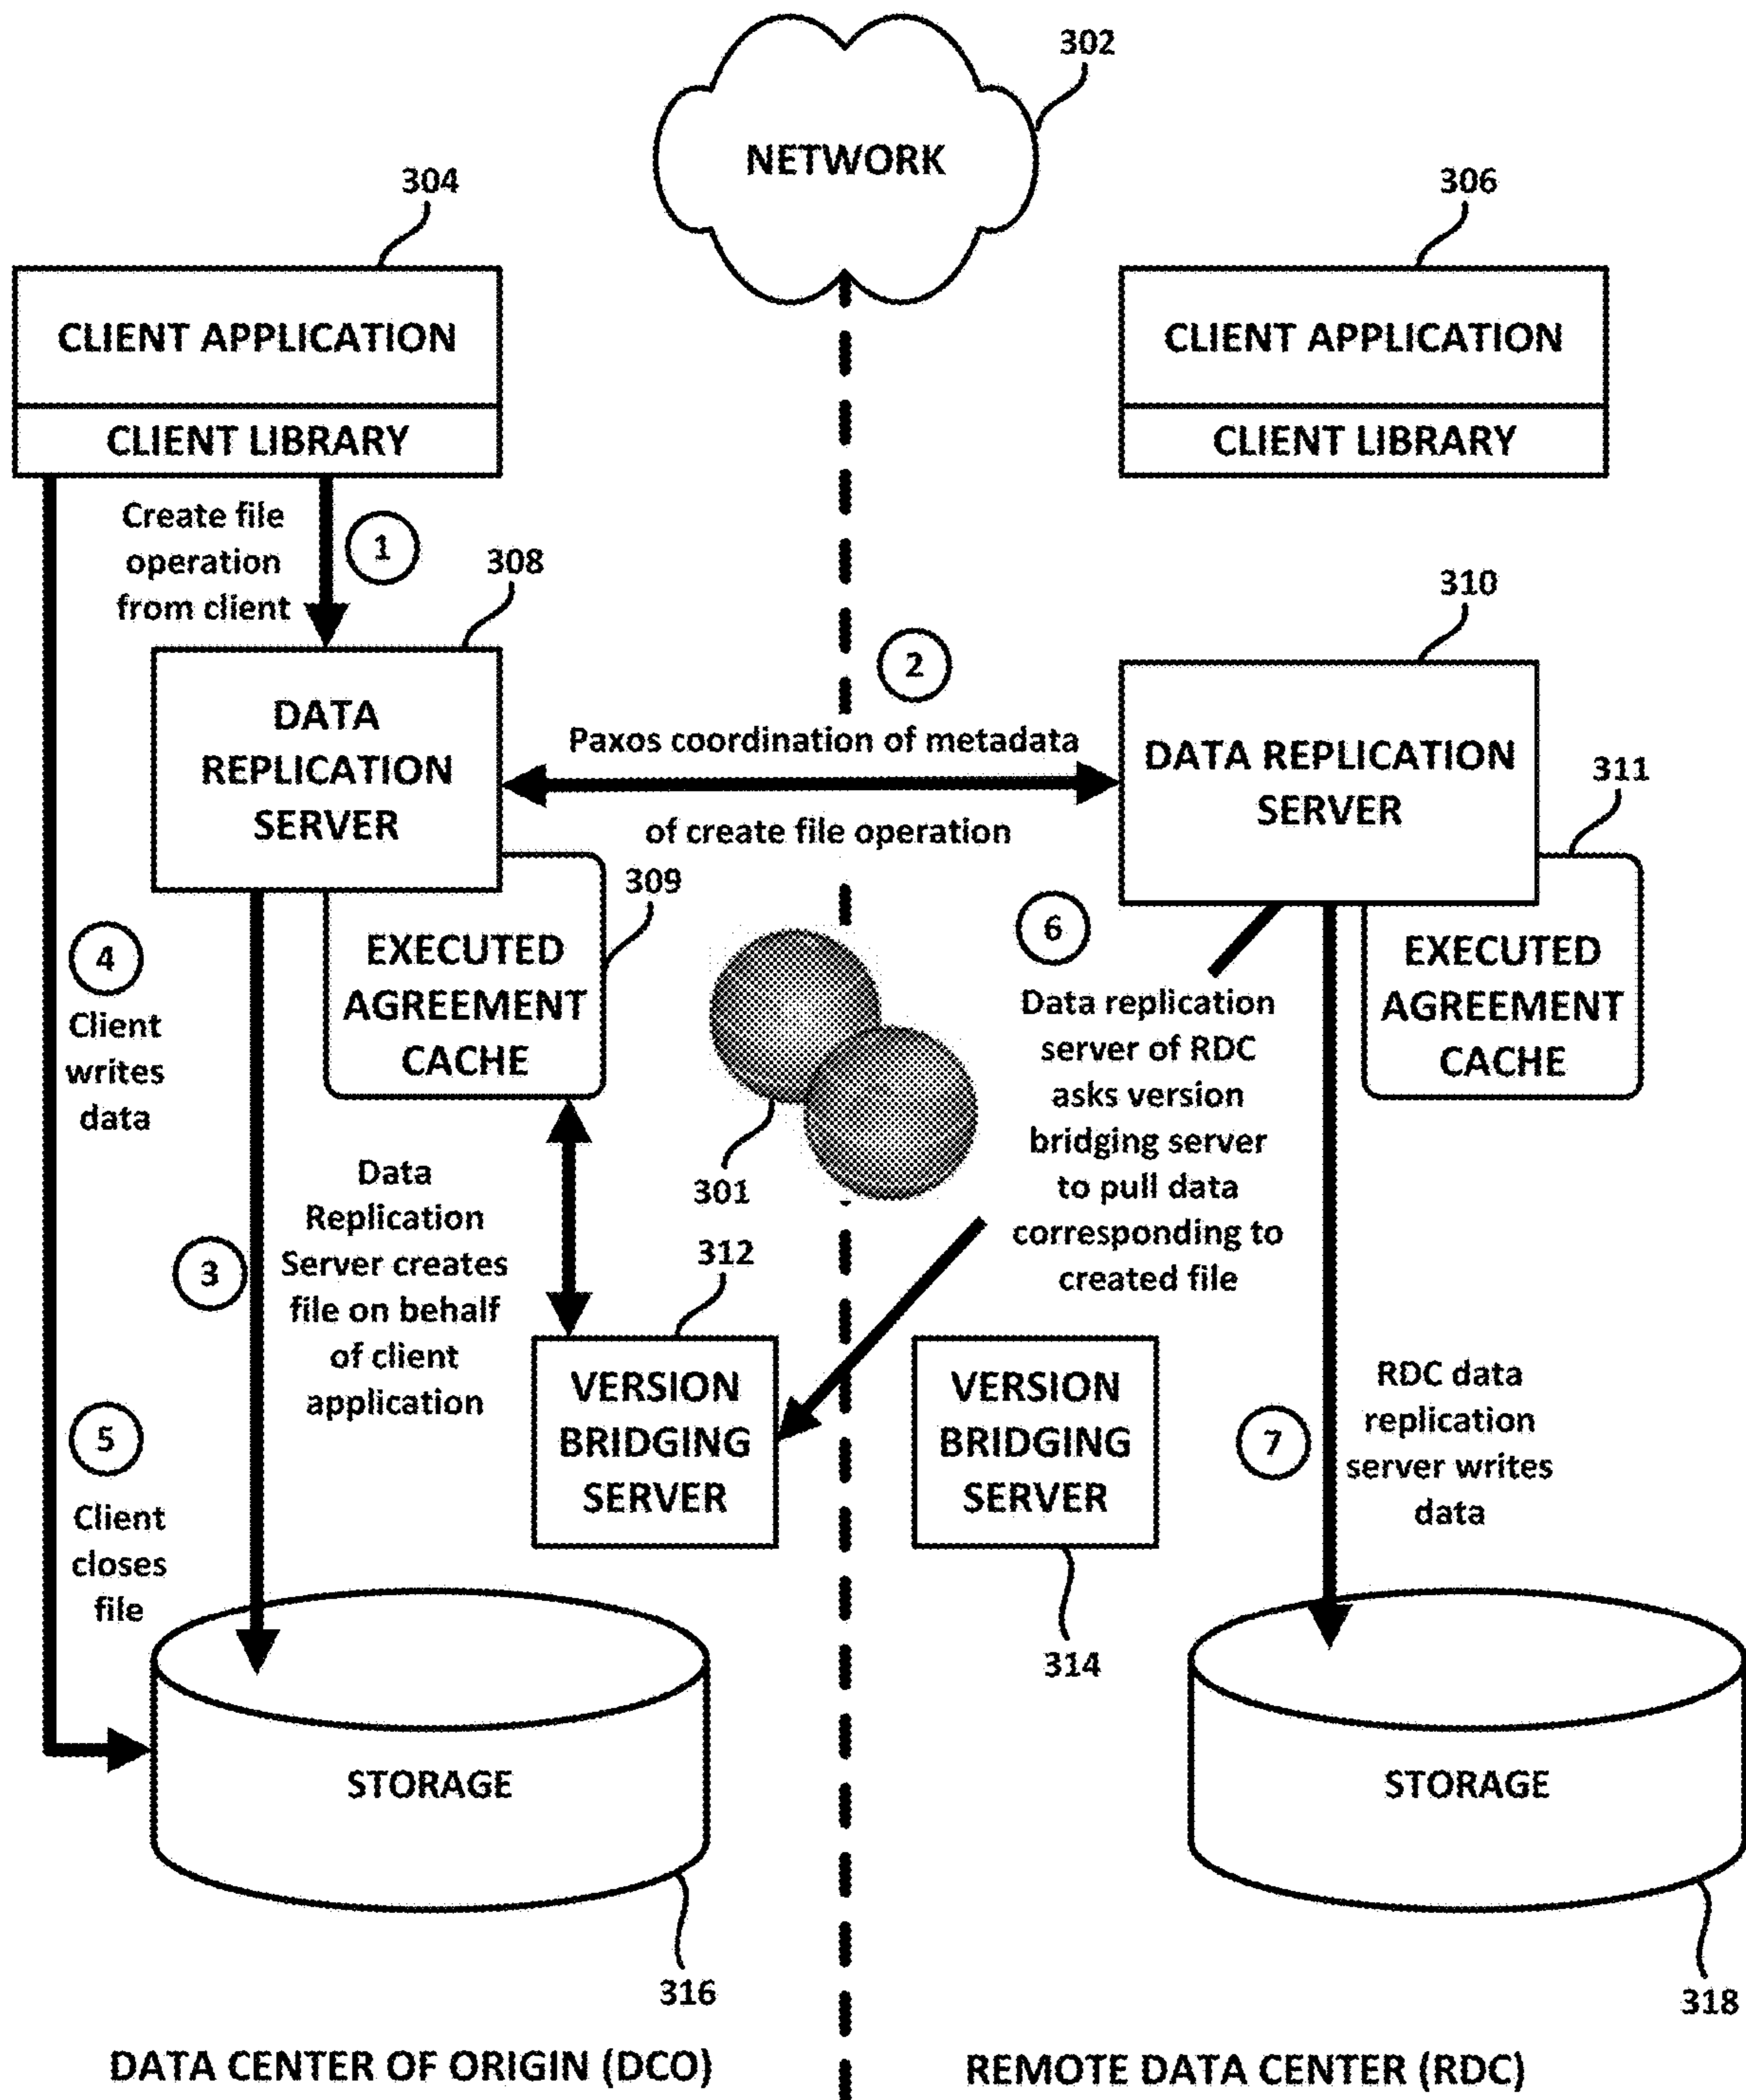 302
NETWORK
304
306
CLIENT APPLICATION
CLIENT LIBRARY
CLIENT APPLICATION
CLIENT LIBRARY
Create file
operation
from client
1
308
310
2
DATA
REPLICATION
SERVER
Paxos coordination of metadata
of create file operation
DATA REPLICATION
SERVER
311
309
EXECUTED
AGREEMENT
CACHE
6
EXECUTED
AGREEMENT
CACHE
4
Client
writes
data
Data replication
server of RDC
asks version
bridging server
to pull data
corresponding to
created file
301
3
Data
Replication
Server creates
file on behalf
of client
application
312
VERSION
BRIDGING
SERVER
VERSION
BRIDGING
SERVER
314
7
RDC data
replication
server writes
data
5
Client
closes
file
STORAGE
STORAGE
316
318
DATA CENTER OF ORIGIN (DCO)
REMOTE DATA CENTER (RDC)